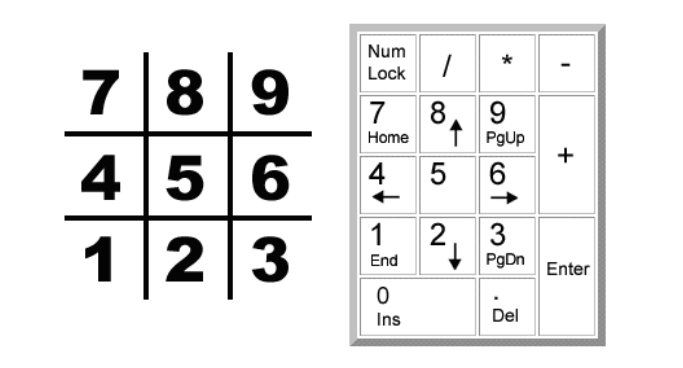 7 8 9
4 5 6
1 2 3
Num
Lock
/ * -
7 8 9
Home PgUp
+
4 5 6
1 2 3
End PgDn
Enter
0 .
Ins Del